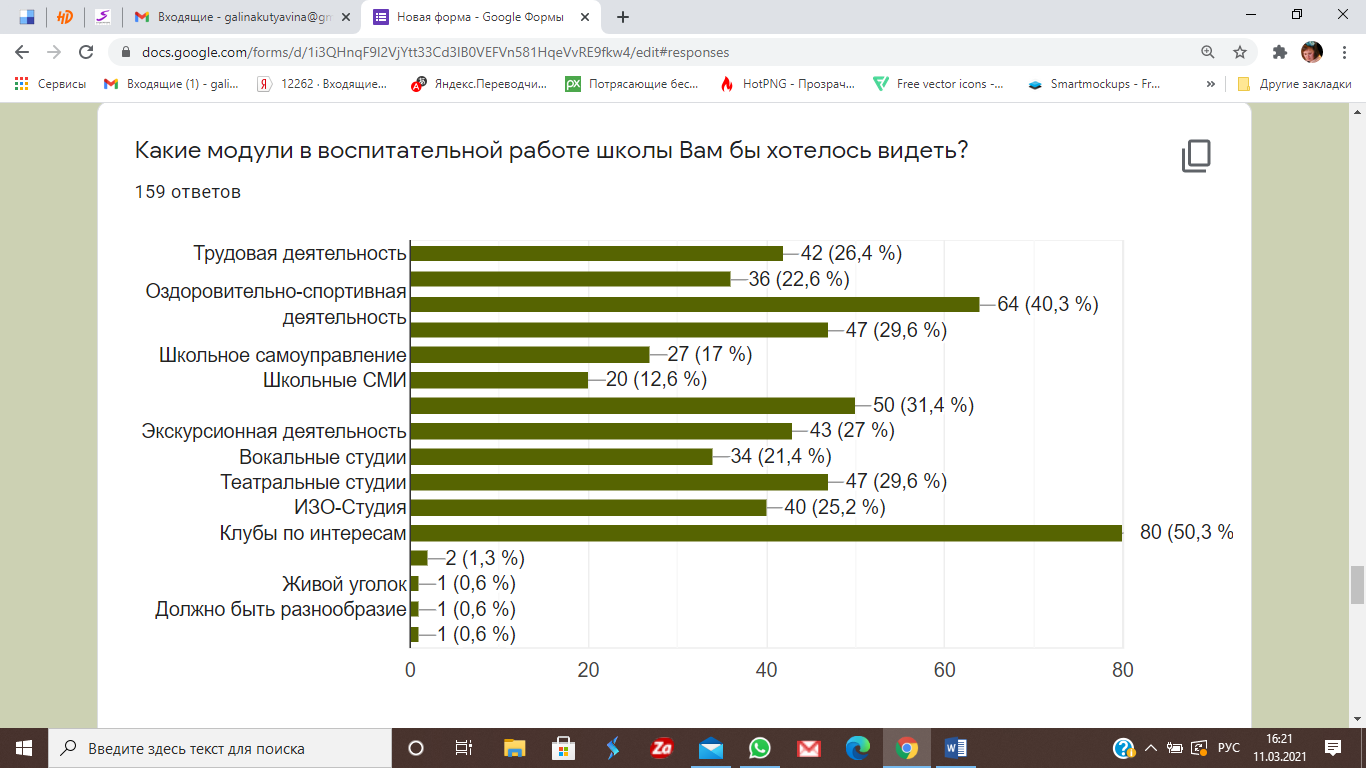 Входящие - galinakutyavina@gm
Новая форма - Google Формы
docs.google.com/forms/d/1i3QHnqF9I2VjYtt33Cd3IB0VEFVn581HqeVvRE9fkw4/edit#responses
Сервисы
Входящие (1) - gali...
12262 · Входящие...
Яндекс.Переводчи...
Потрясающие бес...
HotPNG - Прозрач...
Free vector icons -...
Smartmockups - Fr...
»
Другие закладки
Какие модули в воспитательной работе школы Вам бы хотелось видеть?
159 ответов
Трудовая деятельность 42 (26,4 %)
36 (22,6 %)
Оздоровительно-спортивная
деятельность 64 (40,3 %)
47 (29,6 %)
Школьное самоуправление 27 (17 %)
Школьные СМИ 20 (12,6 %)
50 (31,4 %)
Экскурсионная деятельность 43 (27 %)
Вокальные студии 34 (21,4 %)
Театральные студии 47 (29,6 %)
ИЗО-Студия 40 (25,2 %)
Клубы по интересам 80 (50,3 %
2 (1,3 %)
Живой уголок 1 (0,6 %)
Должно быть разнообразие 1 (0,6 %)
1 (0,6 %)
0 20 40 60 80
Введите здесь текст для поиска
РУС
16:21
11.03.2021